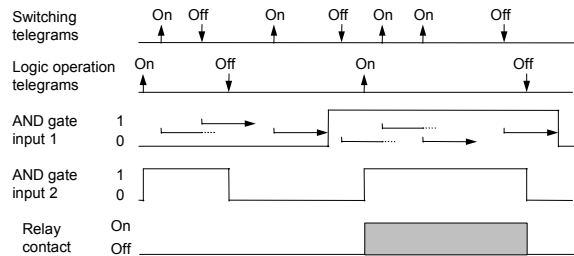 Switching telegrams On Off On Off On On Off
Logic operation telegrams On Off On Off
AND gate input 1 1 0
AND gate input 2 1 0
Relay contact On Off